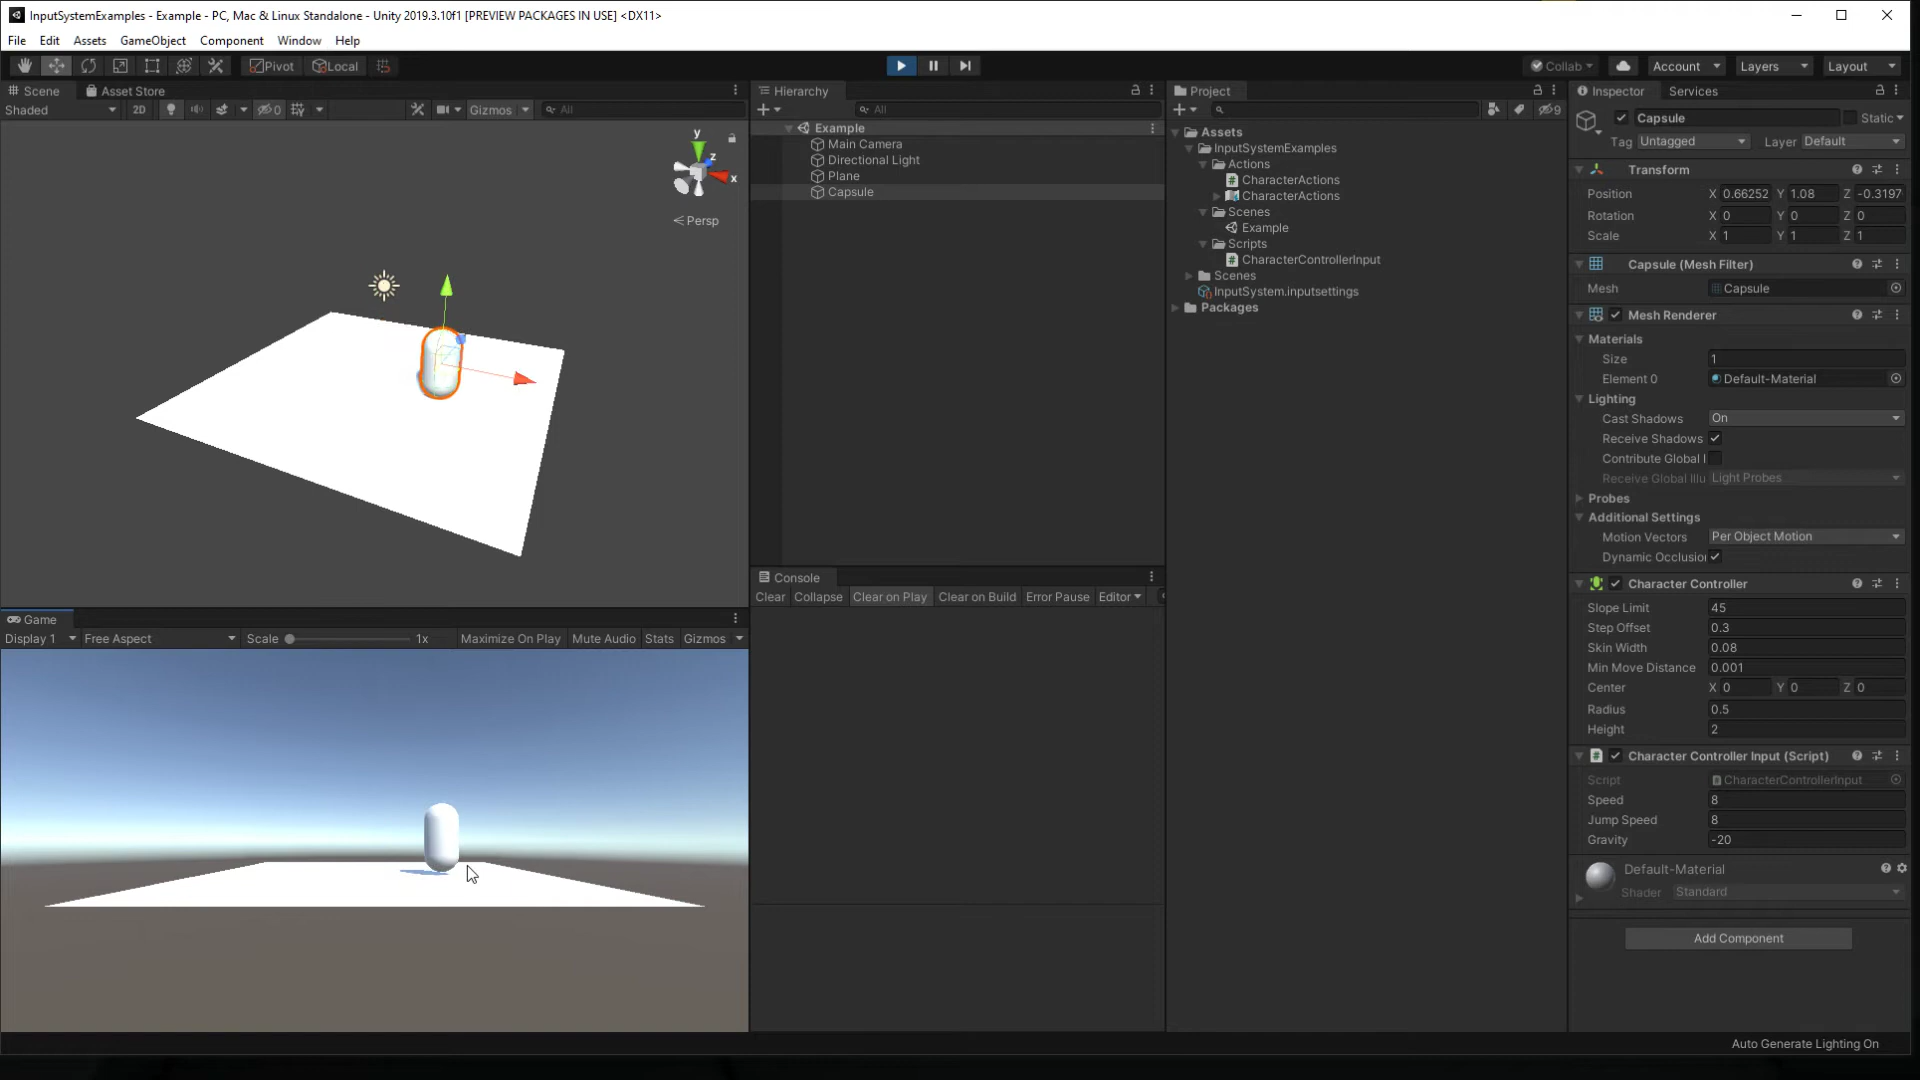 InputSystemExamples - Example - PC, Mac & Linux Standalone - Unity 2019.3.10f1 [PREVIEW PACKAGES IN USE] <DX11>
File Edit Assets GameObject Component Window Help
Pivot Local Collab Account Layers Layout
Scene Asset Store
Shaded 2D 0 Gizmos All
y
z
x
Persp
Game
Display 1 Free Aspect Scale 1x Maximize On Play Mute Audio Stats Gizmos
Hierarchy
All
Example
Main Camera
Directional Light
Plane
Capsule
Console
Clear Collapse Clear on Play Clear on Build Error Pause Editor
Project
9
Assets
InputSystemExamples
Actions
CharacterActions
CharacterActions
Scenes
Example
Scripts
CharacterControllerInput
Scenes
InputSystem.inputsettings
Packages
Inspector Services
Capsule Static
Tag Untagged Layer Default
Transform
Position X 0.66252 Y 1.08 Z -0.3197
Rotation X 0 Y 0 Z 0
Scale X 1 Y 1 Z 1
Capsule (Mesh Filter)
Mesh Capsule
Mesh Renderer
Materials
Size 1
Element 0 Default-Material
Lighting
Cast Shadows On
Receive Shadows
Contribute Global I
Receive Global Illu Light Probes
Probes
Additional Settings
Motion Vectors Per Object Motion
Dynamic Occlusio
Character Controller
Slope Limit 45
Step Offset 0.3
Skin Width 0.08
Min Move Distance 0.001
Center X 0 Y 0 Z 0
Radius 0.5
Height 2
Character Controller Input (Script)
Script CharacterControllerInput
Speed 8
Jump Speed 8
Gravity -20
Default-Material
Shader Standard
Add Component
Auto Generate Lighting On